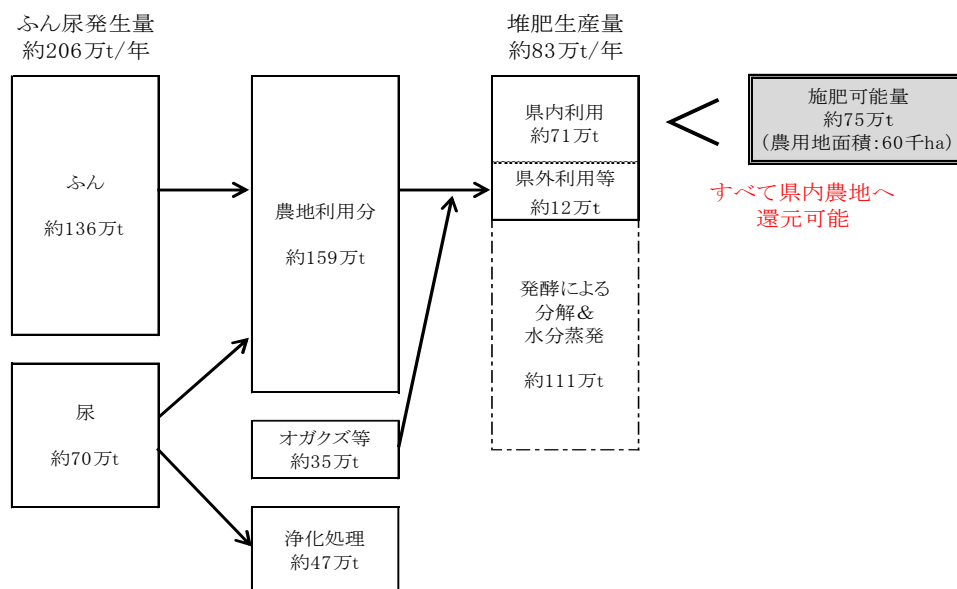 ふん尿発生量
約206万t/年
ふん
約136万t
尿
約70万t
農地利用分
約159万t
オガクズ等
約35万t
浄化処理
約47万t
堆肥生産量
約83万t/年
県内利用
約71万t
県外利用等
約12万t
発酵による
分解&
水分蒸発
約111万t
<
施肥可能量
約75万t
(農用地面積:60千ha)
すべて県内農地へ
還元可能